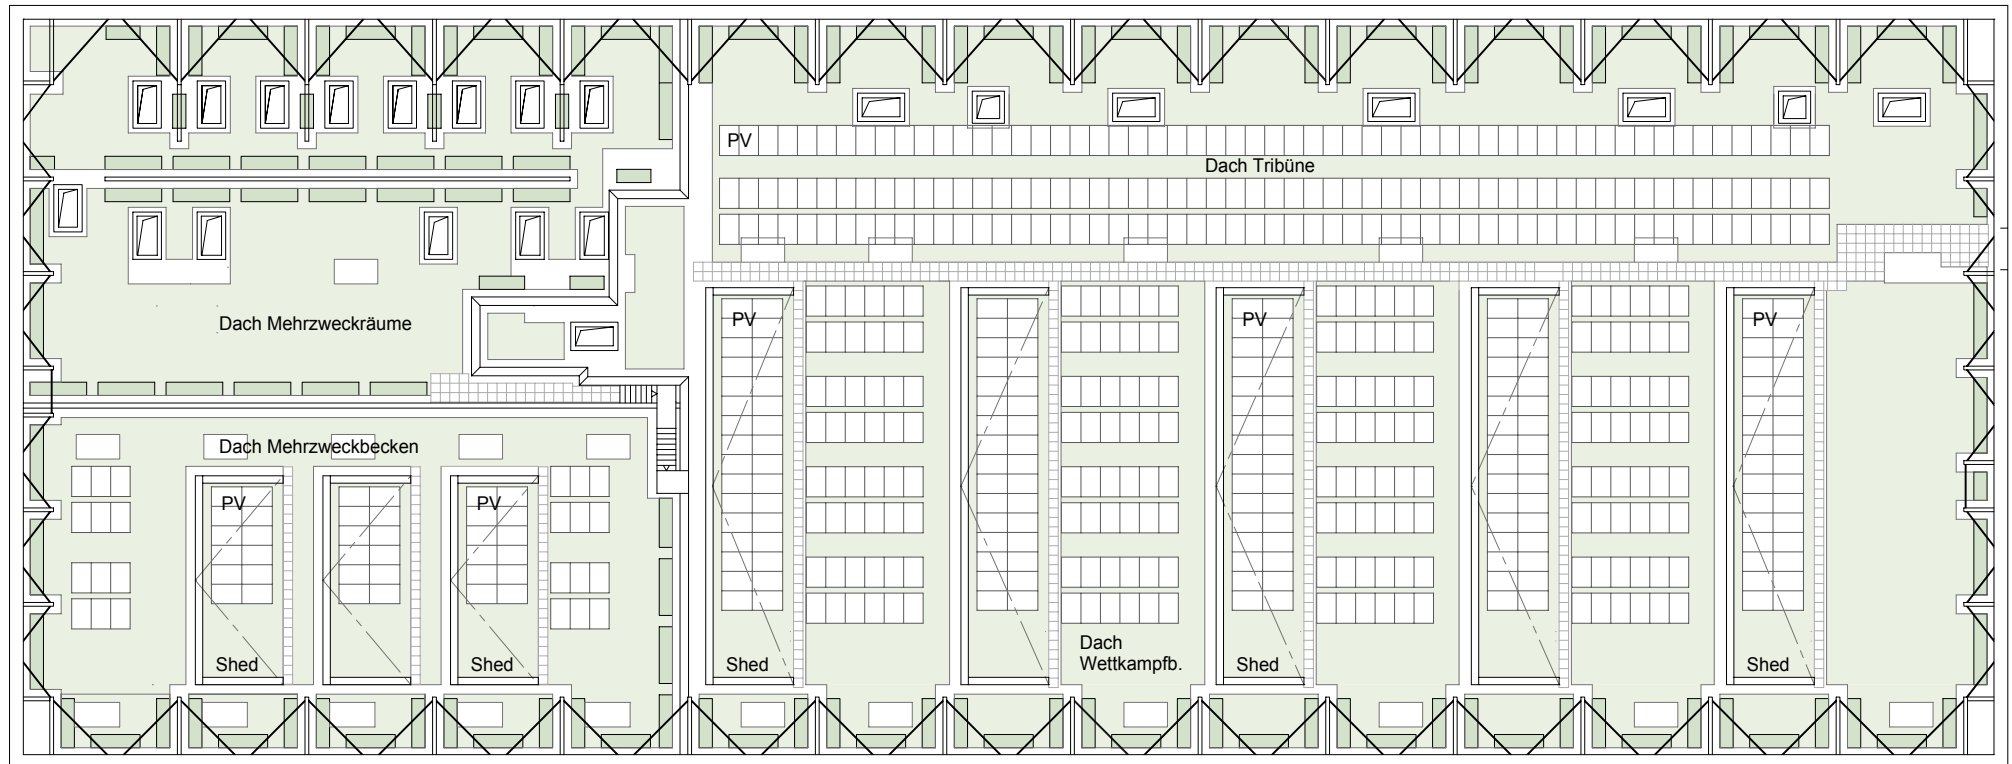 PV
Dach Tribüne
Dach Mehrzweckräume
PV
PV
PV
Dach Mehrzweckbecken
PV
PV
Dach
Wettkampfb.
Shed
Shed
Shed
Shed
Shed